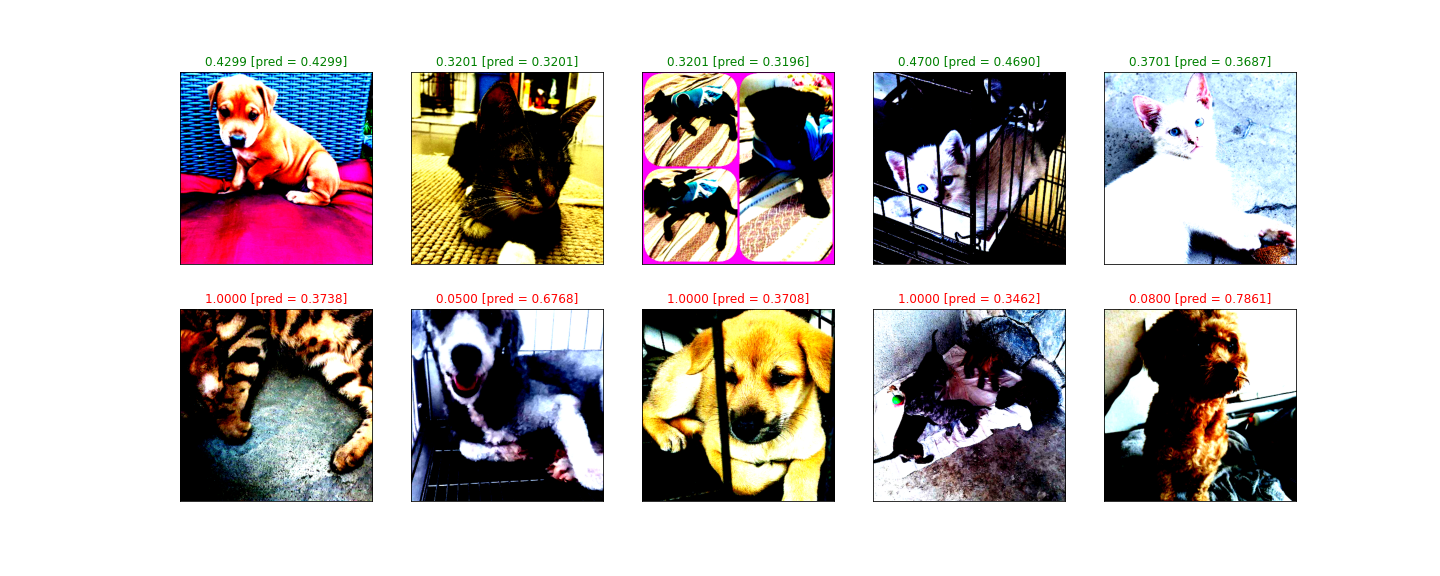 0.4299 [pred = 0.4299]
0.3201 [pred = 0.3201]
0.3201 [pred = 0.3196]
0.4700 [pred = 0.4690]
0.3701 [pred = 0.3687]
1.0000 [pred = 0.3738]
0.0500 [pred = 0.6768]
1.0000 [pred = 0.3708]
1.0000 [pred = 0.3462]
0.0800 [pred = 0.7861]